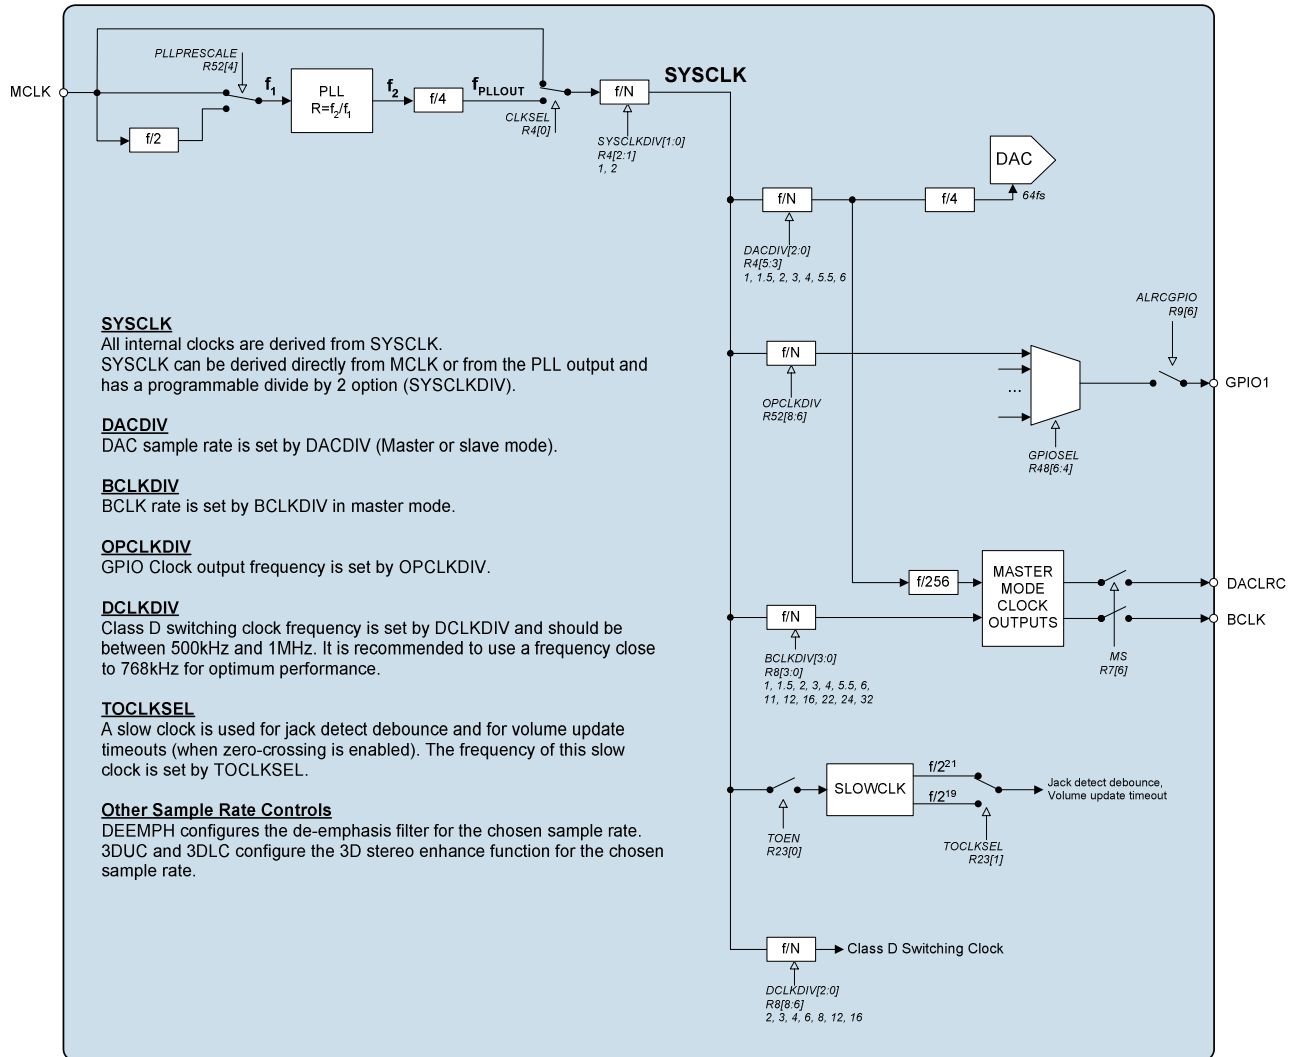 MCLK
PLLPRESCALE
R52[4]
f/2
f1
PLL
R=f2/f1
f2
f/4
fPLLOUT
CLKSEL
R4[0]
f/N
SYSCLK
SYSCLKDIV[1:0]
R4[2:1]
1, 2
f/N
DACDIV[2:0]
R4[5:3]
1, 1.5, 2, 3, 4, 5.5, 6
f/4
DAC
64fs
f/N
OPCLKDIV
R52[8:6]
...
GPIOSEL
R48[6:4]
ALRCGPIO
R9[6]
GPIO1
SYSCLK
All internal clocks are derived from SYSCLK.
SYSCLK can be derived directly from MCLK or from the PLL output and
has a programmable divide by 2 option (SYSCLKDIV).
DACDIV
DAC sample rate is set by DACDIV (Master or slave mode).
BCLKDIV
BCLK rate is set by BCLKDIV in master mode.
OPCLKDIV
GPIO Clock output frequency is set by OPCLKDIV.
DCLKDIV
Class D switching clock frequency is set by DCLKDIV and should be
between 500kHz and 1MHz. It is recommended to use a frequency close
to 768kHz for optimum performance.
TOCLKSEL
A slow clock is used for jack detect debounce and for volume update
timeouts (when zero-crossing is enabled). The frequency of this slow
clock is set by TOCLKSEL.
Other Sample Rate Controls
DEEMPH configures the de-emphasis filter for the chosen sample rate.
3DUC and 3DLC configure the 3D stereo enhance function for the chosen
sample rate.
f/256
MASTER
MODE
CLOCK
OUTPUTS
DACLRC
BCLK
MS
R7[6]
f/N
BCLKDIV[3:0]
R8[3:0]
1, 1.5, 2, 3, 4, 5.5, 6,
11, 12, 16, 22, 24, 32
TOEN
R23[0]
SLOWCLK
f/2²¹
f/2¹⁹
TOCLKSEL
R23[1]
Jack detect debounce,
Volume update timeout
f/N
Class D Switching Clock
DCLKDIV[2:0]
R8[8:6]
2, 3, 4, 6, 8, 12, 16